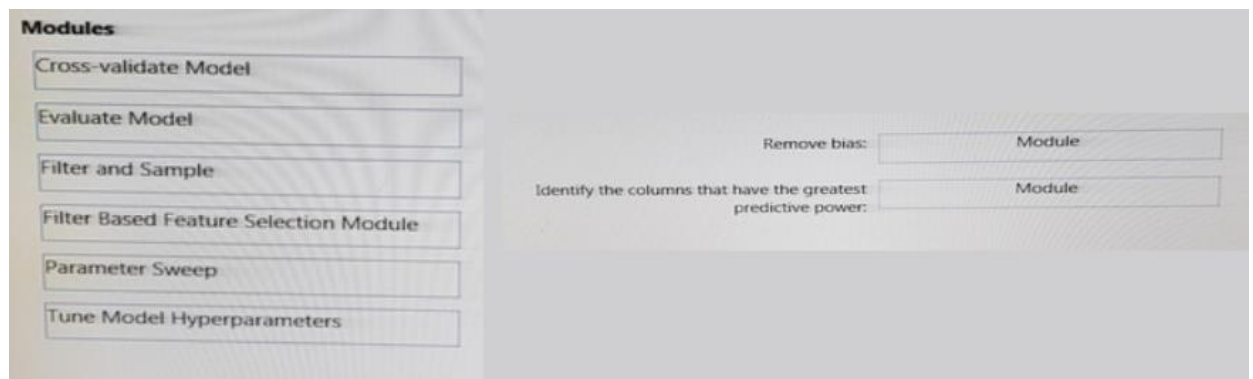 Modules
Cross-validate Model
Evaluate Model
Filter and Sample
Filter Based Feature Selection Module
Parameter Sweep
Tune Model Hyperparameters
Remove bias:
Module
Identify the columns that have the greatest
predictive power:
Module